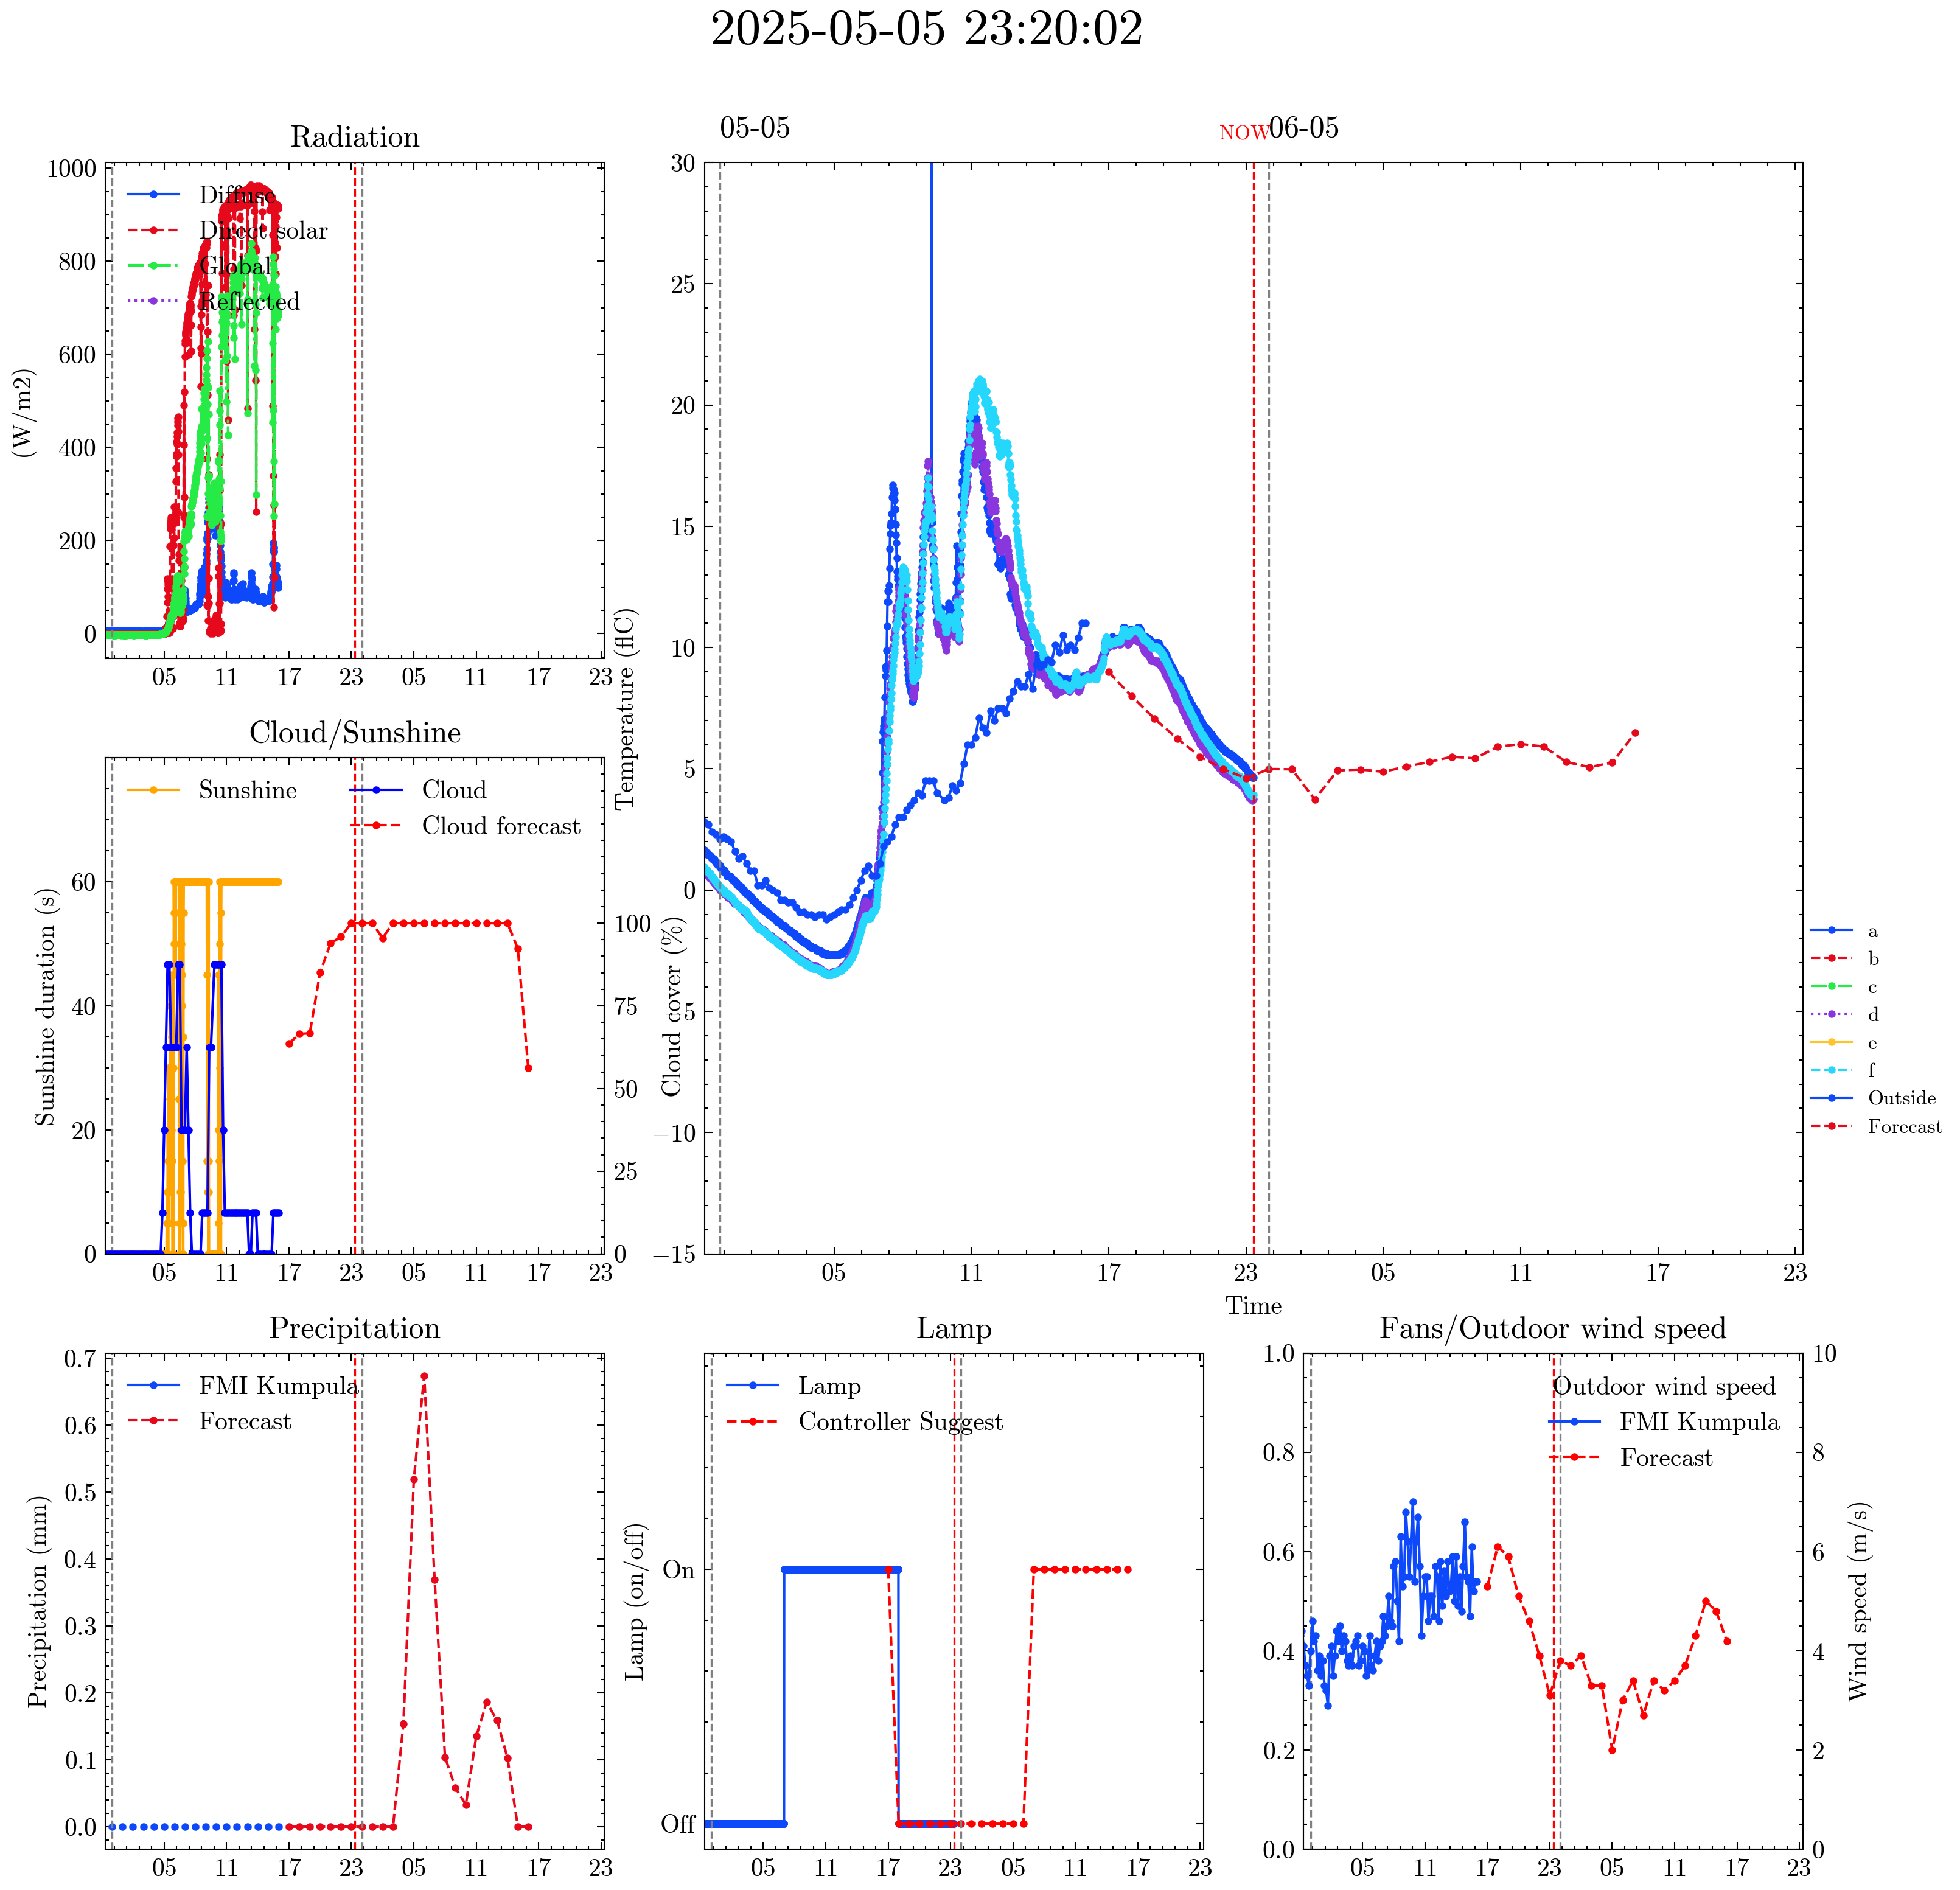 2025-05-05 23:20:02
Radiation
1000
800
600
400
200
0
(W/m2)
Diffuse
Direct solar
Global
Reflected
05 11 17 23 05 11 17 23
05-05
NOW
06-05
30
25
20
15
10
5
0
−5
−10
−15
Temperature (flC)
05 11 17 23 05 11 17 23
Time
a
b
c
d
e
f
Outside
Forecast
Cloud/Sunshine
Sunshine
Cloud
Cloud forecast
60
40
20
0
Sunshine duration (s)
100
75
50
25
0
Cloud cover (%)
05 11 17 23 05 11 17 23
Precipitation
0.7
0.6
0.5
0.4
0.3
0.2
0.1
0.0
Precipitation (mm)
FMI Kumpula
Forecast
05 11 17 23 05 11 17 23
Lamp
Lamp
Controller Suggest
On
Off
Lamp (on/off)
05 11 17 23 05 11 17 23
Fans/Outdoor wind speed
1.0
0.8
0.6
0.4
0.2
0.0
Outdoor wind speed
FMI Kumpula
Forecast
10
8
6
4
2
0
Wind speed (m/s)
05 11 17 23 05 11 17 23